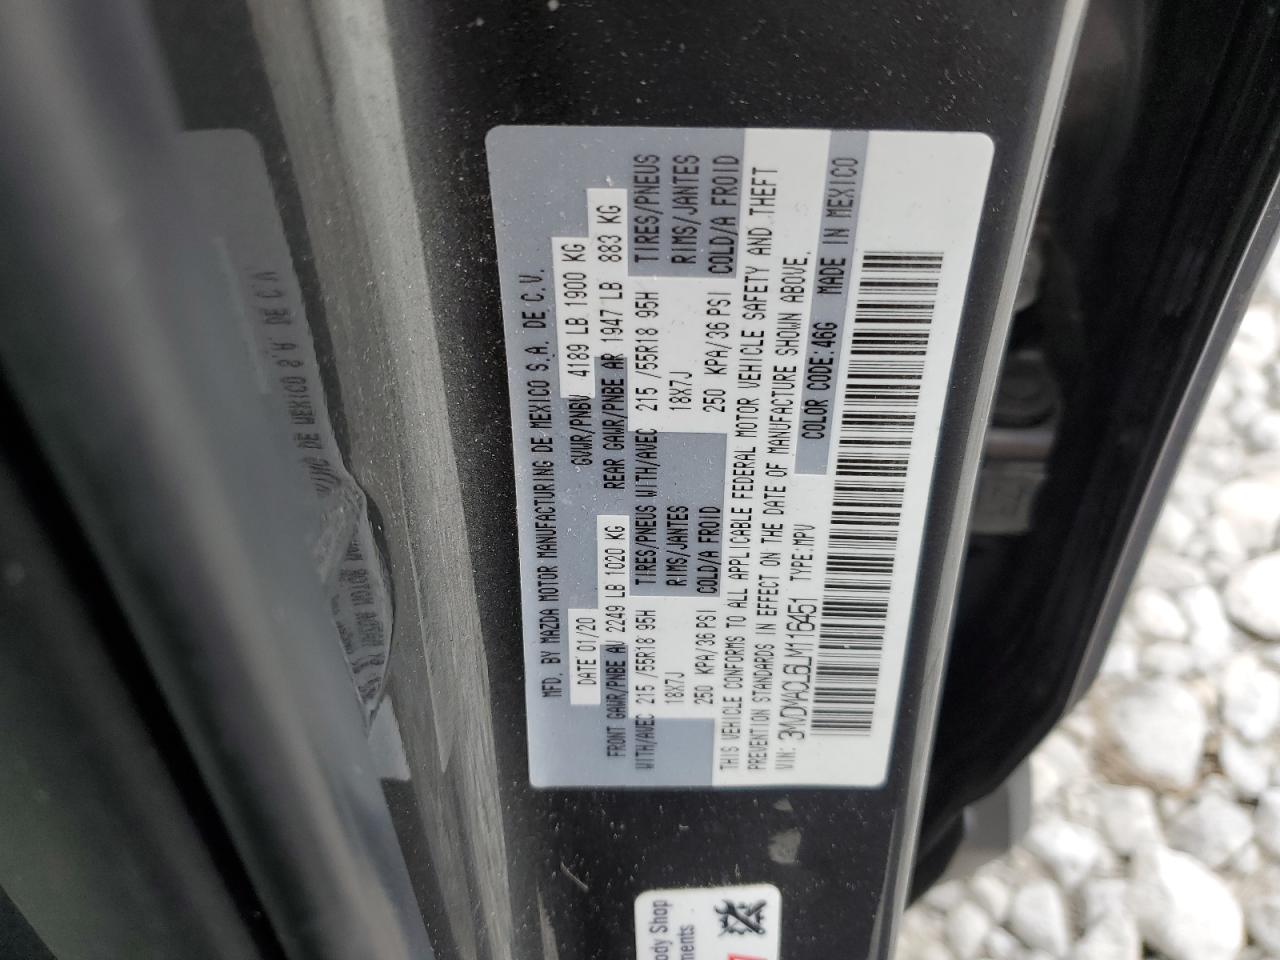 MFD. BY MAZDA MOTOR MANUFACTURING DE MEXICO S.A. DE C.V.
DATE 01/20 GVWR/PNBV 4189 LB 1900 KG
FRONT GAWR/PNBE AV 2249 LB 1020 KG REAR GAWR/PNBE AR 1947 LB 883 KG
WITH/AVEC 215 /55R18 95H TIRES/PNEUS WITH/AVEC 215 /55R18 95H TIRES/PNEUS
18X7J RIMS/JANTES 18X7J RIMS/JANTES
250 KPA/36 PSI COLD/A FROID 250 KPA/36 PSI COLD/A FROID
THIS VEHICLE CONFORMS TO ALL APPLICABLE FEDERAL MOTOR VEHICLE SAFETY AND THEFT
PREVENTION STANDARDS IN EFFECT ON THE DATE OF MANUFACTURE SHOWN ABOVE.
VIN: 3MVDMACL6LM116451 TYPE:MPV COLOR CODE:46G MADE IN MEXICO
ody Shop
ments